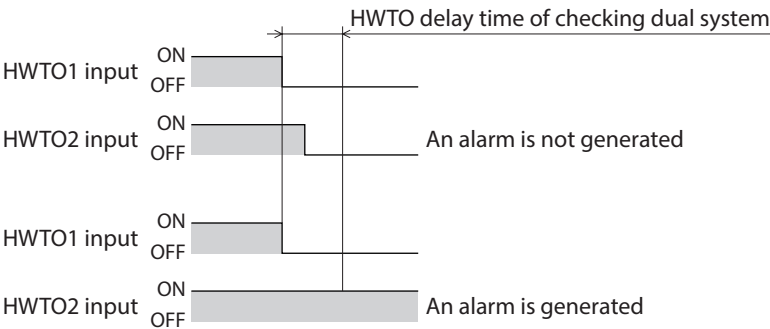 HWTO delay time of checking dual system
HWTO1 input ON
OFF
HWTO2 input ON
OFF An alarm is not generated
HWTO1 input ON
OFF
HWTO2 input ON
OFF An alarm is generated